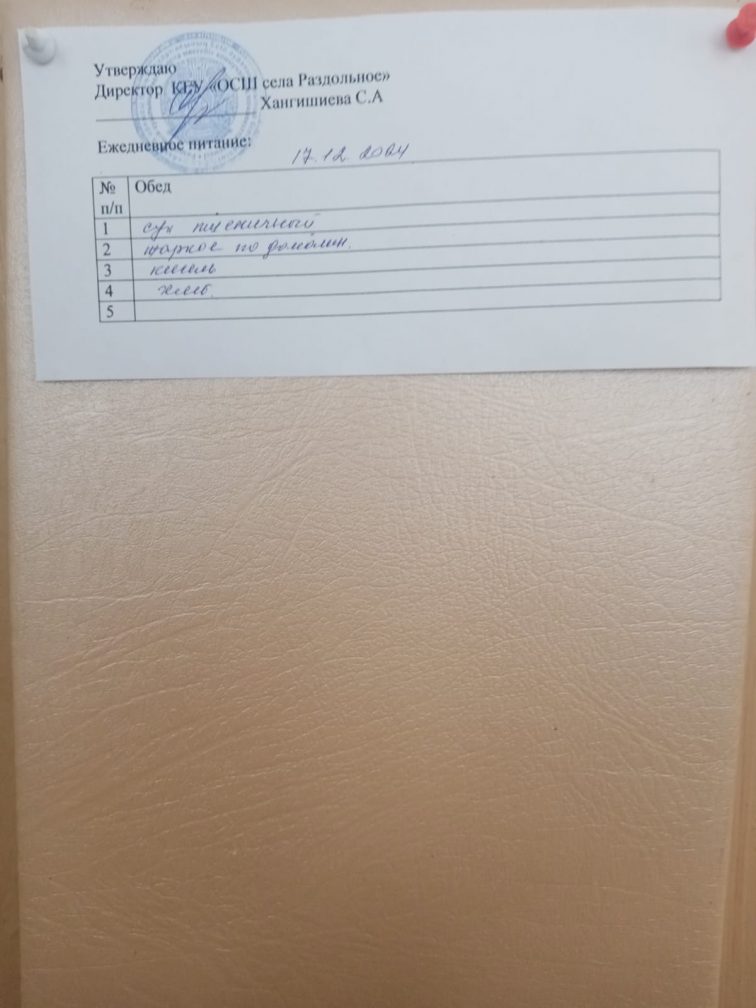 Утверждаю
Директор КГУ «ОСШ села Раздольное»
Хангишиева С.А
Ежедневное питание: 17.12.2024
№ п/п Обед
1 суп пшеничный
2 жаркое по домашн.
3 кисель
4 хлеб.
5